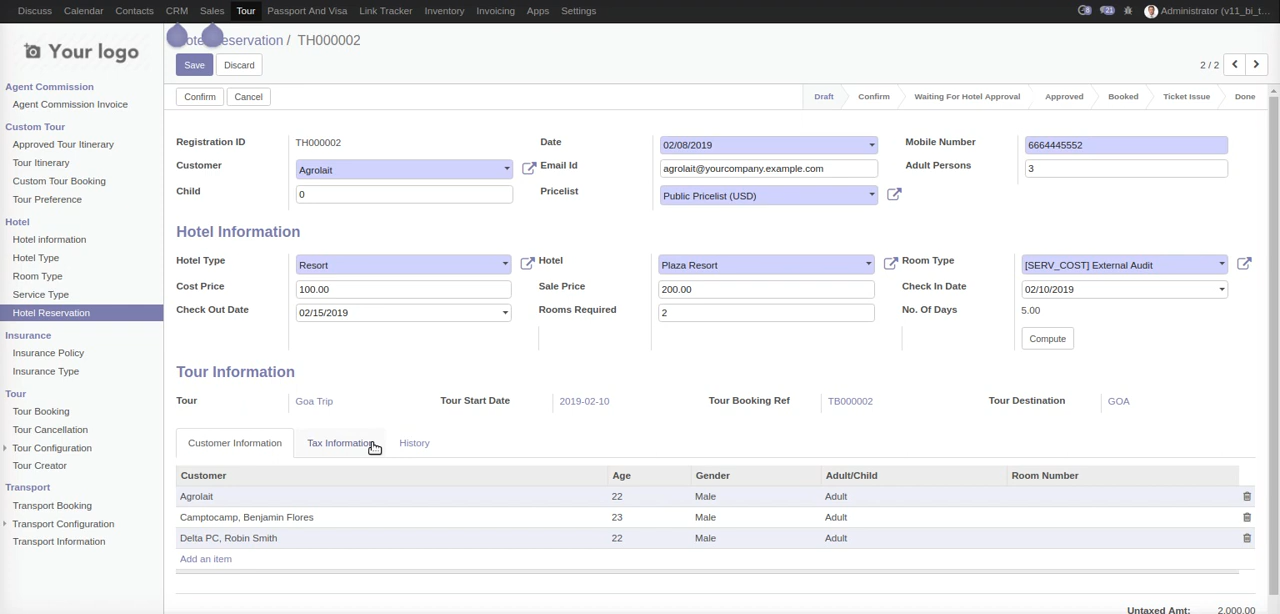 Discuss Calendar Contacts CRM Sales Tour Passport And Visa Link Tracker Inventory Invoicing Apps Settings 21 Administrator (v11_bi_t...
Your logo
eservation / TH000002
Save Discard 2 / 2
Agent Commission
Agent Commission Invoice
Custom Tour
Approved Tour Itinerary
Tour Itinerary
Custom Tour Booking
Tour Preference
Hotel
Hotel information
Hotel Type
Room Type
Service Type
Hotel Reservation
Insurance
Insurance Policy
Insurance Type
Tour
Tour Booking
Tour Cancellation
Tour Configuration
Tour Creator
Transport
Transport Booking
Transport Configuration
Transport Information
Confirm Cancel Draft Confirm Waiting For Hotel Approval Approved Booked Ticket Issue Done
Registration ID TH000002 Date 02/08/2019 Mobile Number 6664445552
Customer Agrolait Email Id agrolait@yourcompany.example.com Adult Persons 3
Child 0 Pricelist Public Pricelist (USD)
Hotel Information
Hotel Type Resort Hotel Plaza Resort Room Type [SERV_COST] External Audit
Cost Price 100.00 Sale Price 200.00 Check In Date 02/10/2019
Check Out Date 02/15/2019 Rooms Required 2 No. Of Days 5.00
Compute
Tour Information
Tour Goa Trip Tour Start Date 2019-02-10 Tour Booking Ref TB000002 Tour Destination GOA
Customer Information Tax Information History
Customer Age Gender Adult/Child Room Number
Agrolait 22 Male Adult
Camptocamp, Benjamin Flores 23 Male Adult
Delta PC, Robin Smith 22 Male Adult
Add an item
Untaxed Amt: 2,000.00